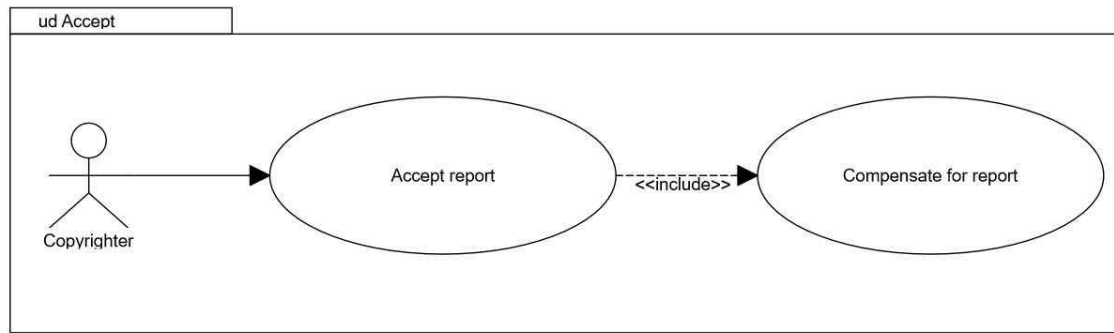 ud Accept
Accept report
<<include>>
Compensate for report
Copyrighter